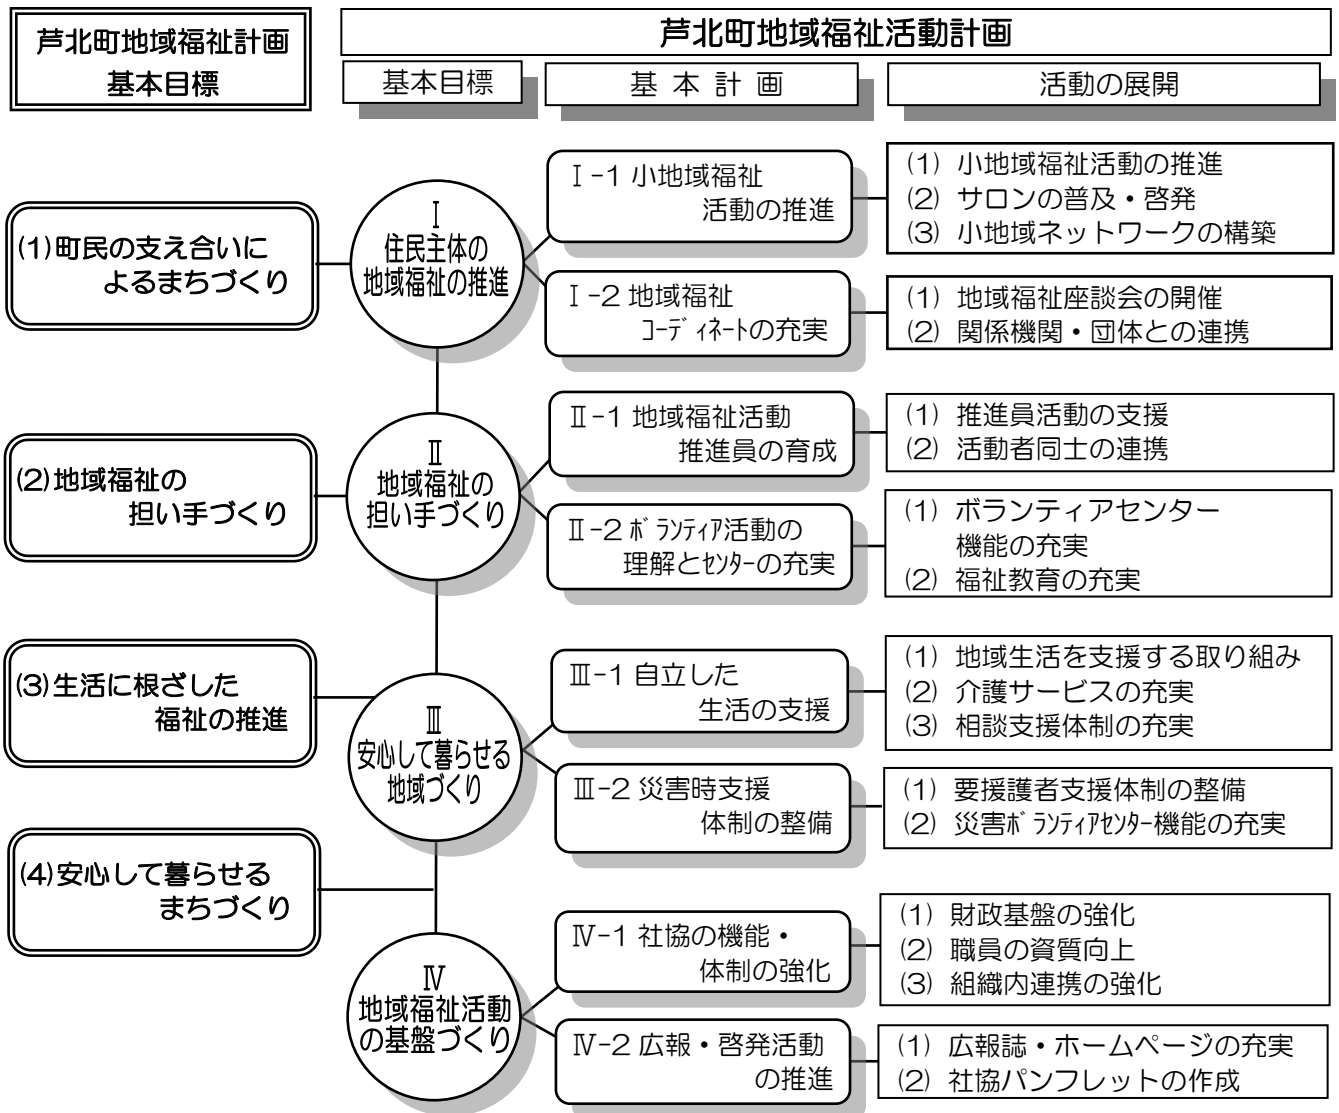 芦北町地域福祉計画
基本目標
芦北町地域福祉活動計画
基本目標
基本計画
活動の展開
(1)町民の支え合いに
よるまちづくり
Ⅰ
住民主体の
地域福祉の推進
Ⅰ-1 小地域福祉
活動の推進
(1) 小地域福祉活動の推進
(2) サロンの普及・啓発
(3) 小地域ネットワークの構築
Ⅰ-2 地域福祉
ｺｰﾃﾞｨﾈｰﾄの充実
(1) 地域福祉座談会の開催
(2) 関係機関・団体との連携
(2)地域福祉の
担い手づくり
Ⅱ
地域福祉の
担い手づくり
Ⅱ-1 地域福祉活動
推進員の育成
(1) 推進員活動の支援
(2) 活動者同士の連携
Ⅱ-2 ﾎﾞﾗﾝﾃｨｱ活動の
理解とｾﾝﾀｰの充実
(1) ボランティアセンター
機能の充実
(2) 福祉教育の充実
(3)生活に根ざした
福祉の推進
Ⅲ
安心して暮らせる
地域づくり
Ⅲ-1 自立した
生活の支援
(1) 地域生活を支援する取り組み
(2) 介護サービスの充実
(3) 相談支援体制の充実
Ⅲ-2 災害時支援
体制の整備
(1) 要援護者支援体制の整備
(2) 災害ﾎﾞﾗﾝﾃｨｱｾﾝﾀｰ機能の充実
(4)安心して暮らせる
まちづくり
Ⅳ
地域福祉活動
の基盤づくり
Ⅳ-1 社協の機能・
体制の強化
(1) 財政基盤の強化
(2) 職員の資質向上
(3) 組織内連携の強化
Ⅳ-2 広報・啓発活動
の推進
(1) 広報誌・ホームページの充実
(2) 社協パンフレットの作成